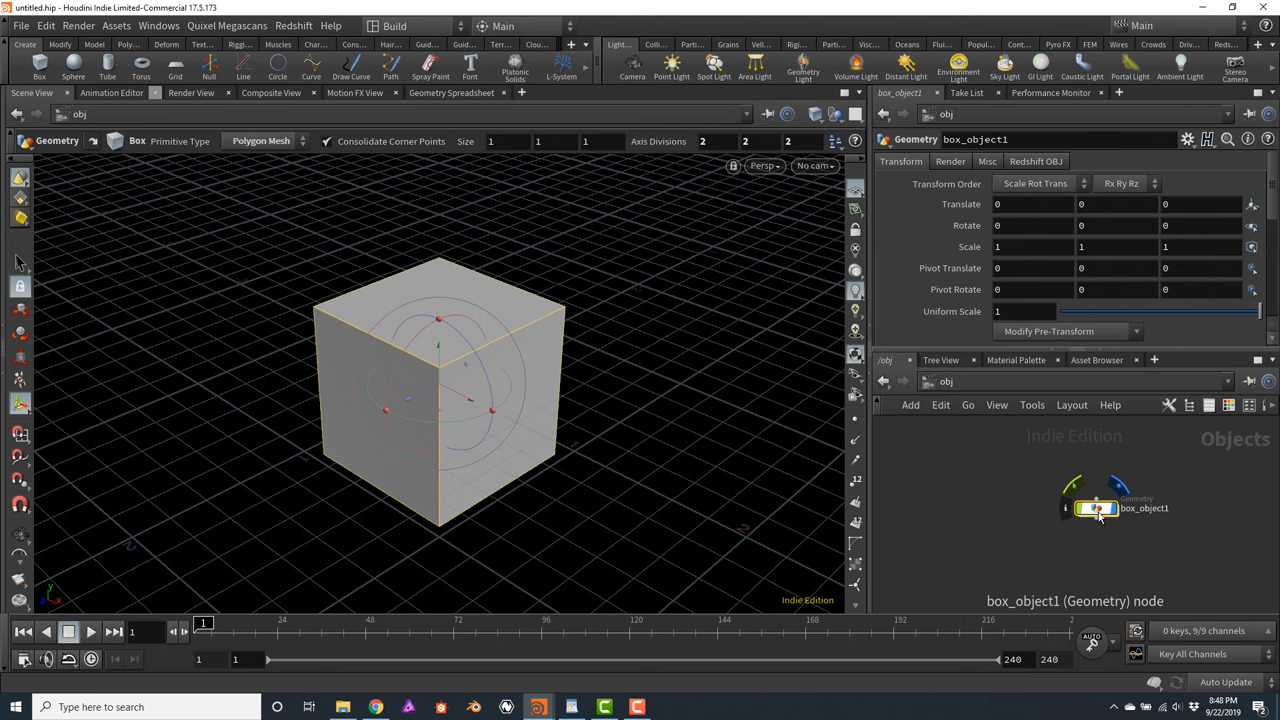 untitled.hip - Houdini Indie Limited-Commercial 17.5.173
File Edit Render Assets Windows Quixel Megascans Redshift Help Build Main Main
Create Modify Model Poly... Deform Text... Riggi... Muscles Char... Cons... Hair... Guid... Guid... Terr... Clou... Light... Colli... Parti... Grains Vell... Rigi... Parti... Visc... Oceans Flui... Popul... Cont... Pyro FX FEM Wires Crowds Driv... Reds...
Box Sphere Tube Torus Grid Null Line Circle Curve Draw Curve Path Spray Paint Font Platonic Solids L-System Camera Point Light Spot Light Area Light Geometry Light Volume Light Distant Light Environment Light Sky Light GI Light Caustic Light Portal Light Ambient Light Stereo Camera
Scene View Animation Editor Render View Composite View Motion FX View Geometry Spreadsheet
obj
Geometry Box Primitive Type Polygon Mesh Consolidate Corner Points Size 1 1 1 Axis Divisions 2 2 2
Persp No cam
Indie Edition
box_object1 Take List Performance Monitor
obj
Geometry box_object1
Transform Render Misc Redshift OBJ
Transform Order Scale Rot Trans Rx Ry Rz
Translate 0 0 0
Rotate 0 0 0
Scale 1 1 1
Pivot Translate 0 0 0
Pivot Rotate 0 0 0
Uniform Scale 1
Modify Pre-Transform
/obj Tree View Material Palette Asset Browser
obj
Add Edit Go View Tools Layout Help
Indie Edition Objects
Geometry
box_object1
box_object1 (Geometry) node
1 1 24 48 72 96 120 144 168 192 216 2
1 1 240 240
AUTO
0 keys, 9/9 channels
Key All Channels
Auto Update
Type here to search
8:48 PM
9/22/2019